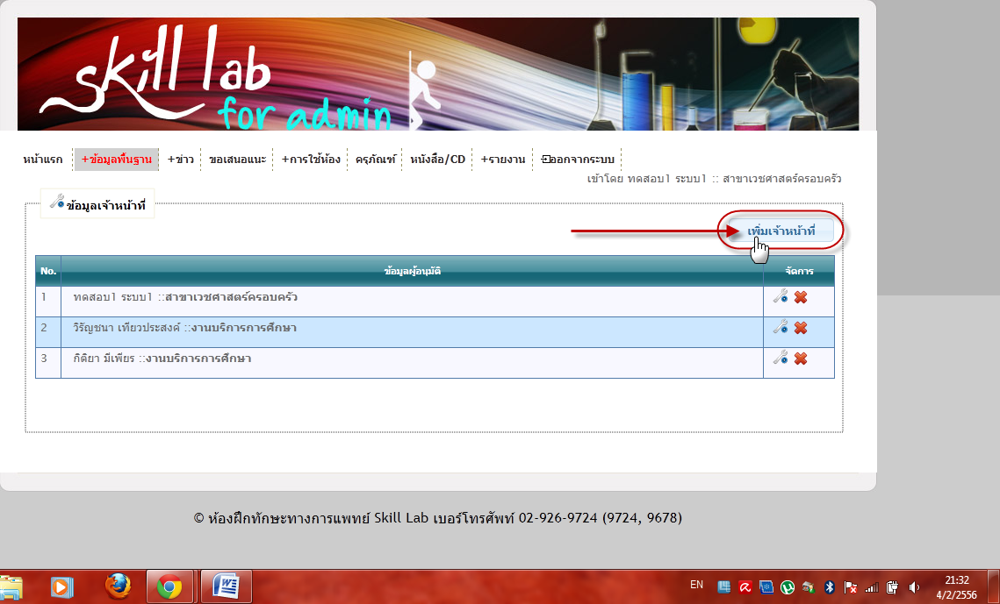 skill lab
for admin
หน้าแรก +ข้อมูลพื้นฐาน +ข่าว ขอเสนอแนะ +การใช้ห้อง ครุภัณฑ์ หนังสือ/CD +รายงาน ออกจากระบบ
เข้าโดย ทดสอบ1 ระบบ1 :: สาขาเวชศาสตร์ครอบครัว
ข้อมูลเจ้าหน้าที่
เพิ่มเจ้าหน้าที่
No. ข้อมูลผู้อนุมัติ จัดการ
1 ทดสอบ1 ระบบ1 ::สาขาเวชศาสตร์ครอบครัว
2 วิรัญชนา เทียวประสงค์ ::งานบริการการศึกษา
3 กิติยา มีเพียร ::งานบริการการศึกษา
© ห้องฝึกทักษะทางการแพทย์ Skill Lab เบอร์โทรศัพท์ 02-926-9724 (9724, 9678)
EN
21:32
4/2/2556